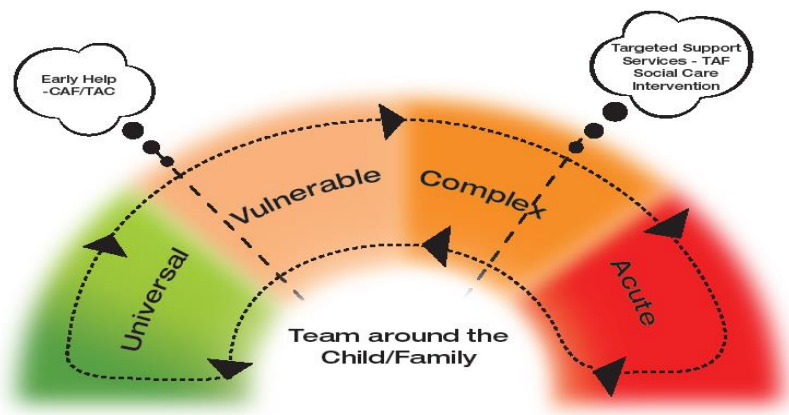 Early Help
-CAF/TAC
Targeted Support
Services - TAF
Social Care
Intervention
Universal
Vulnerable
Complex
Acute
Team around the
Child/Family